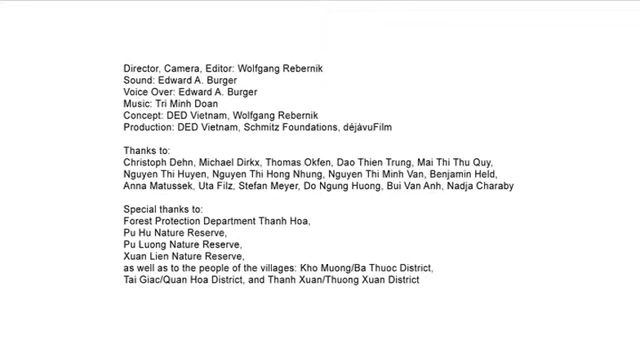 Director, Camera, Editor: Wolfgang Rebernik
Sound: Edward A. Burger
Voice Over: Edward A. Burger
Music: Tri Minh Doan
Concept: DED Vietnam, Wolfgang Rebernik
Production: DED Vietnam, Schmitz Foundations, déjàvuFilm
Thanks to:
Christoph Dehn, Michael Dirkx, Thomas Okfen, Dao Thien Trung, Mai Thi Thu Quy,
Nguyen Thi Huyen, Nguyen Thi Hong Nhung, Nguyen Thi Minh Van, Benjamin Held,
Anna Matussek, Uta Filz, Stefan Meyer, Do Ngung Huong, Bui Van Anh, Nadja Charaby
Special thanks to:
Forest Protection Department Thanh Hoa,
Pu Hu Nature Reserve,
Pu Luong Nature Reserve,
Xuan Lien Nature Reserve,
as well as to the people of the villages: Kho Muong/Ba Thuoc District,
Tai Giac/Quan Hoa District, and Thanh Xuan/Thuong Xuan District